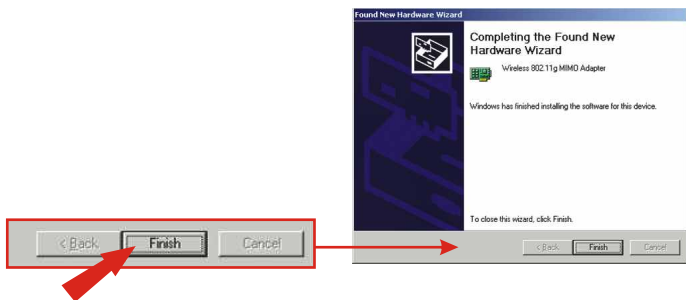 Found New Hardware Wizard
Completing the Found New
Hardware Wizard
Wireless 802.11g MIMO Adapter
Windows has finished installing the software for this device.
To close this wizard, click Finish.
< Back Finish Cancel
< Back Finish Cancel